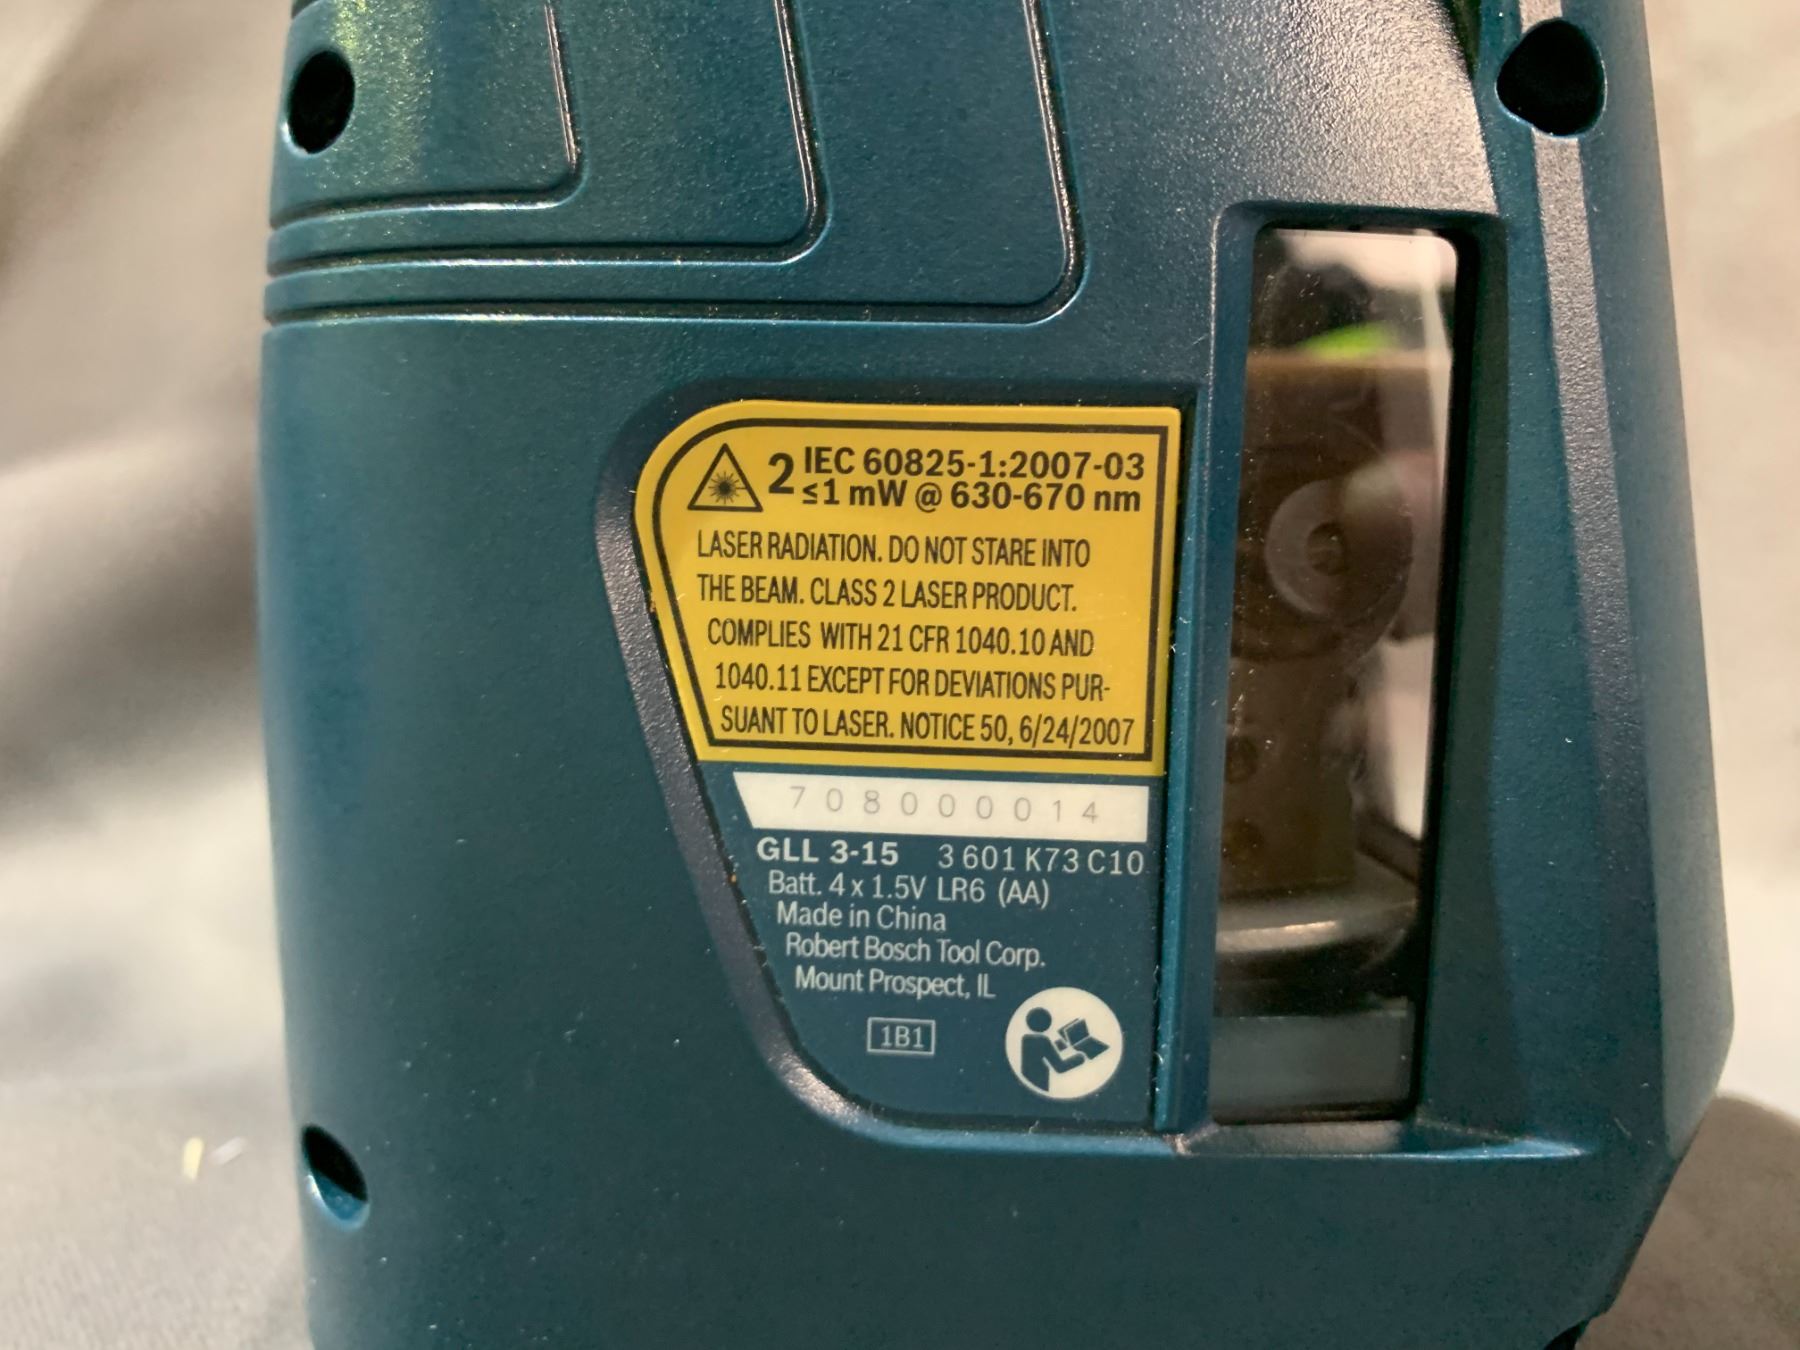 2 IEC 60825-1:2007-03
≤1 mW @ 630-670 nm
LASER RADIATION. DO NOT STARE INTO
THE BEAM. CLASS 2 LASER PRODUCT.
COMPLIES WITH 21 CFR 1040.10 AND
1040.11 EXCEPT FOR DEVIATIONS PUR-
SUANT TO LASER. NOTICE 50, 6/24/2007
708000014
GLL 3-15 3 601 K73 C10
Batt. 4 x 1.5V LR6 (AA)
Made in China
Robert Bosch Tool Corp.
Mount Prospect, IL
1B1